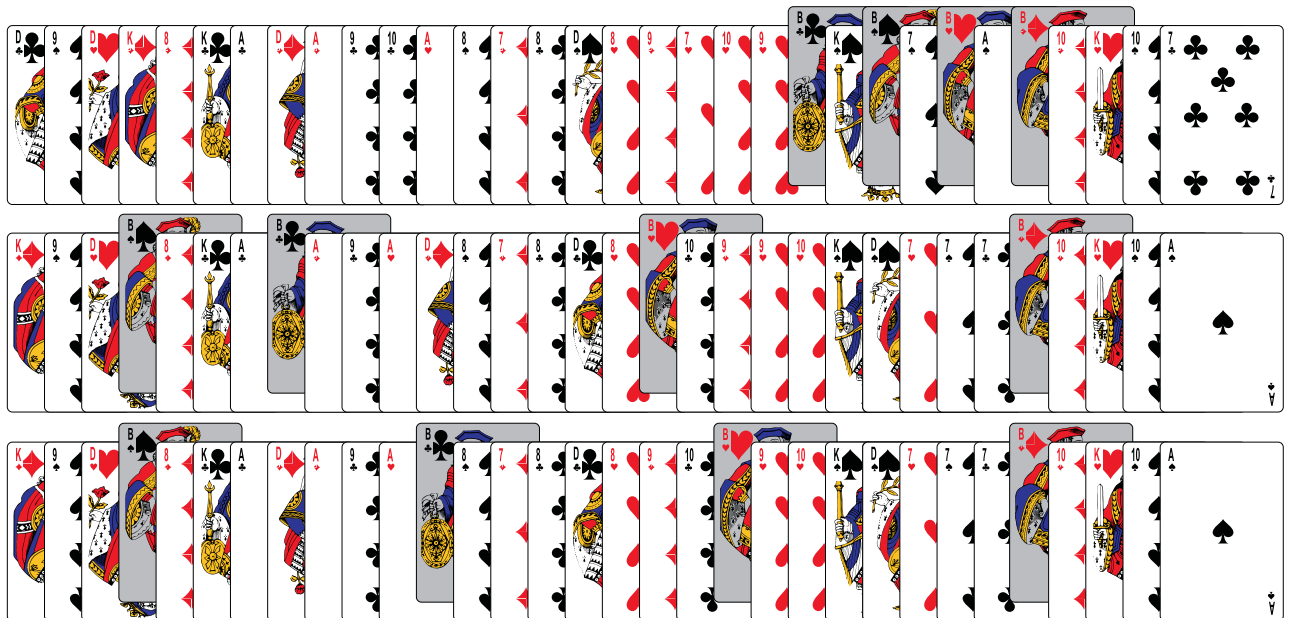 D 9 D K 8 K A D A 9 10 A 8 7 8 D 8 9 7 10 9 B K B 7 B A B 10 K 10 7
7
K 9 D B 8 K A B A 9 A D 8 7 8 D 8 B 10 9 9 10 K D 7 7 7 B 10 K 10 A
A
K 9 D B 8 K A D A 9 A B 8 7 8 D 8 9 10 B 9 10 K D 7 7 7 B 10 K 10 A
A